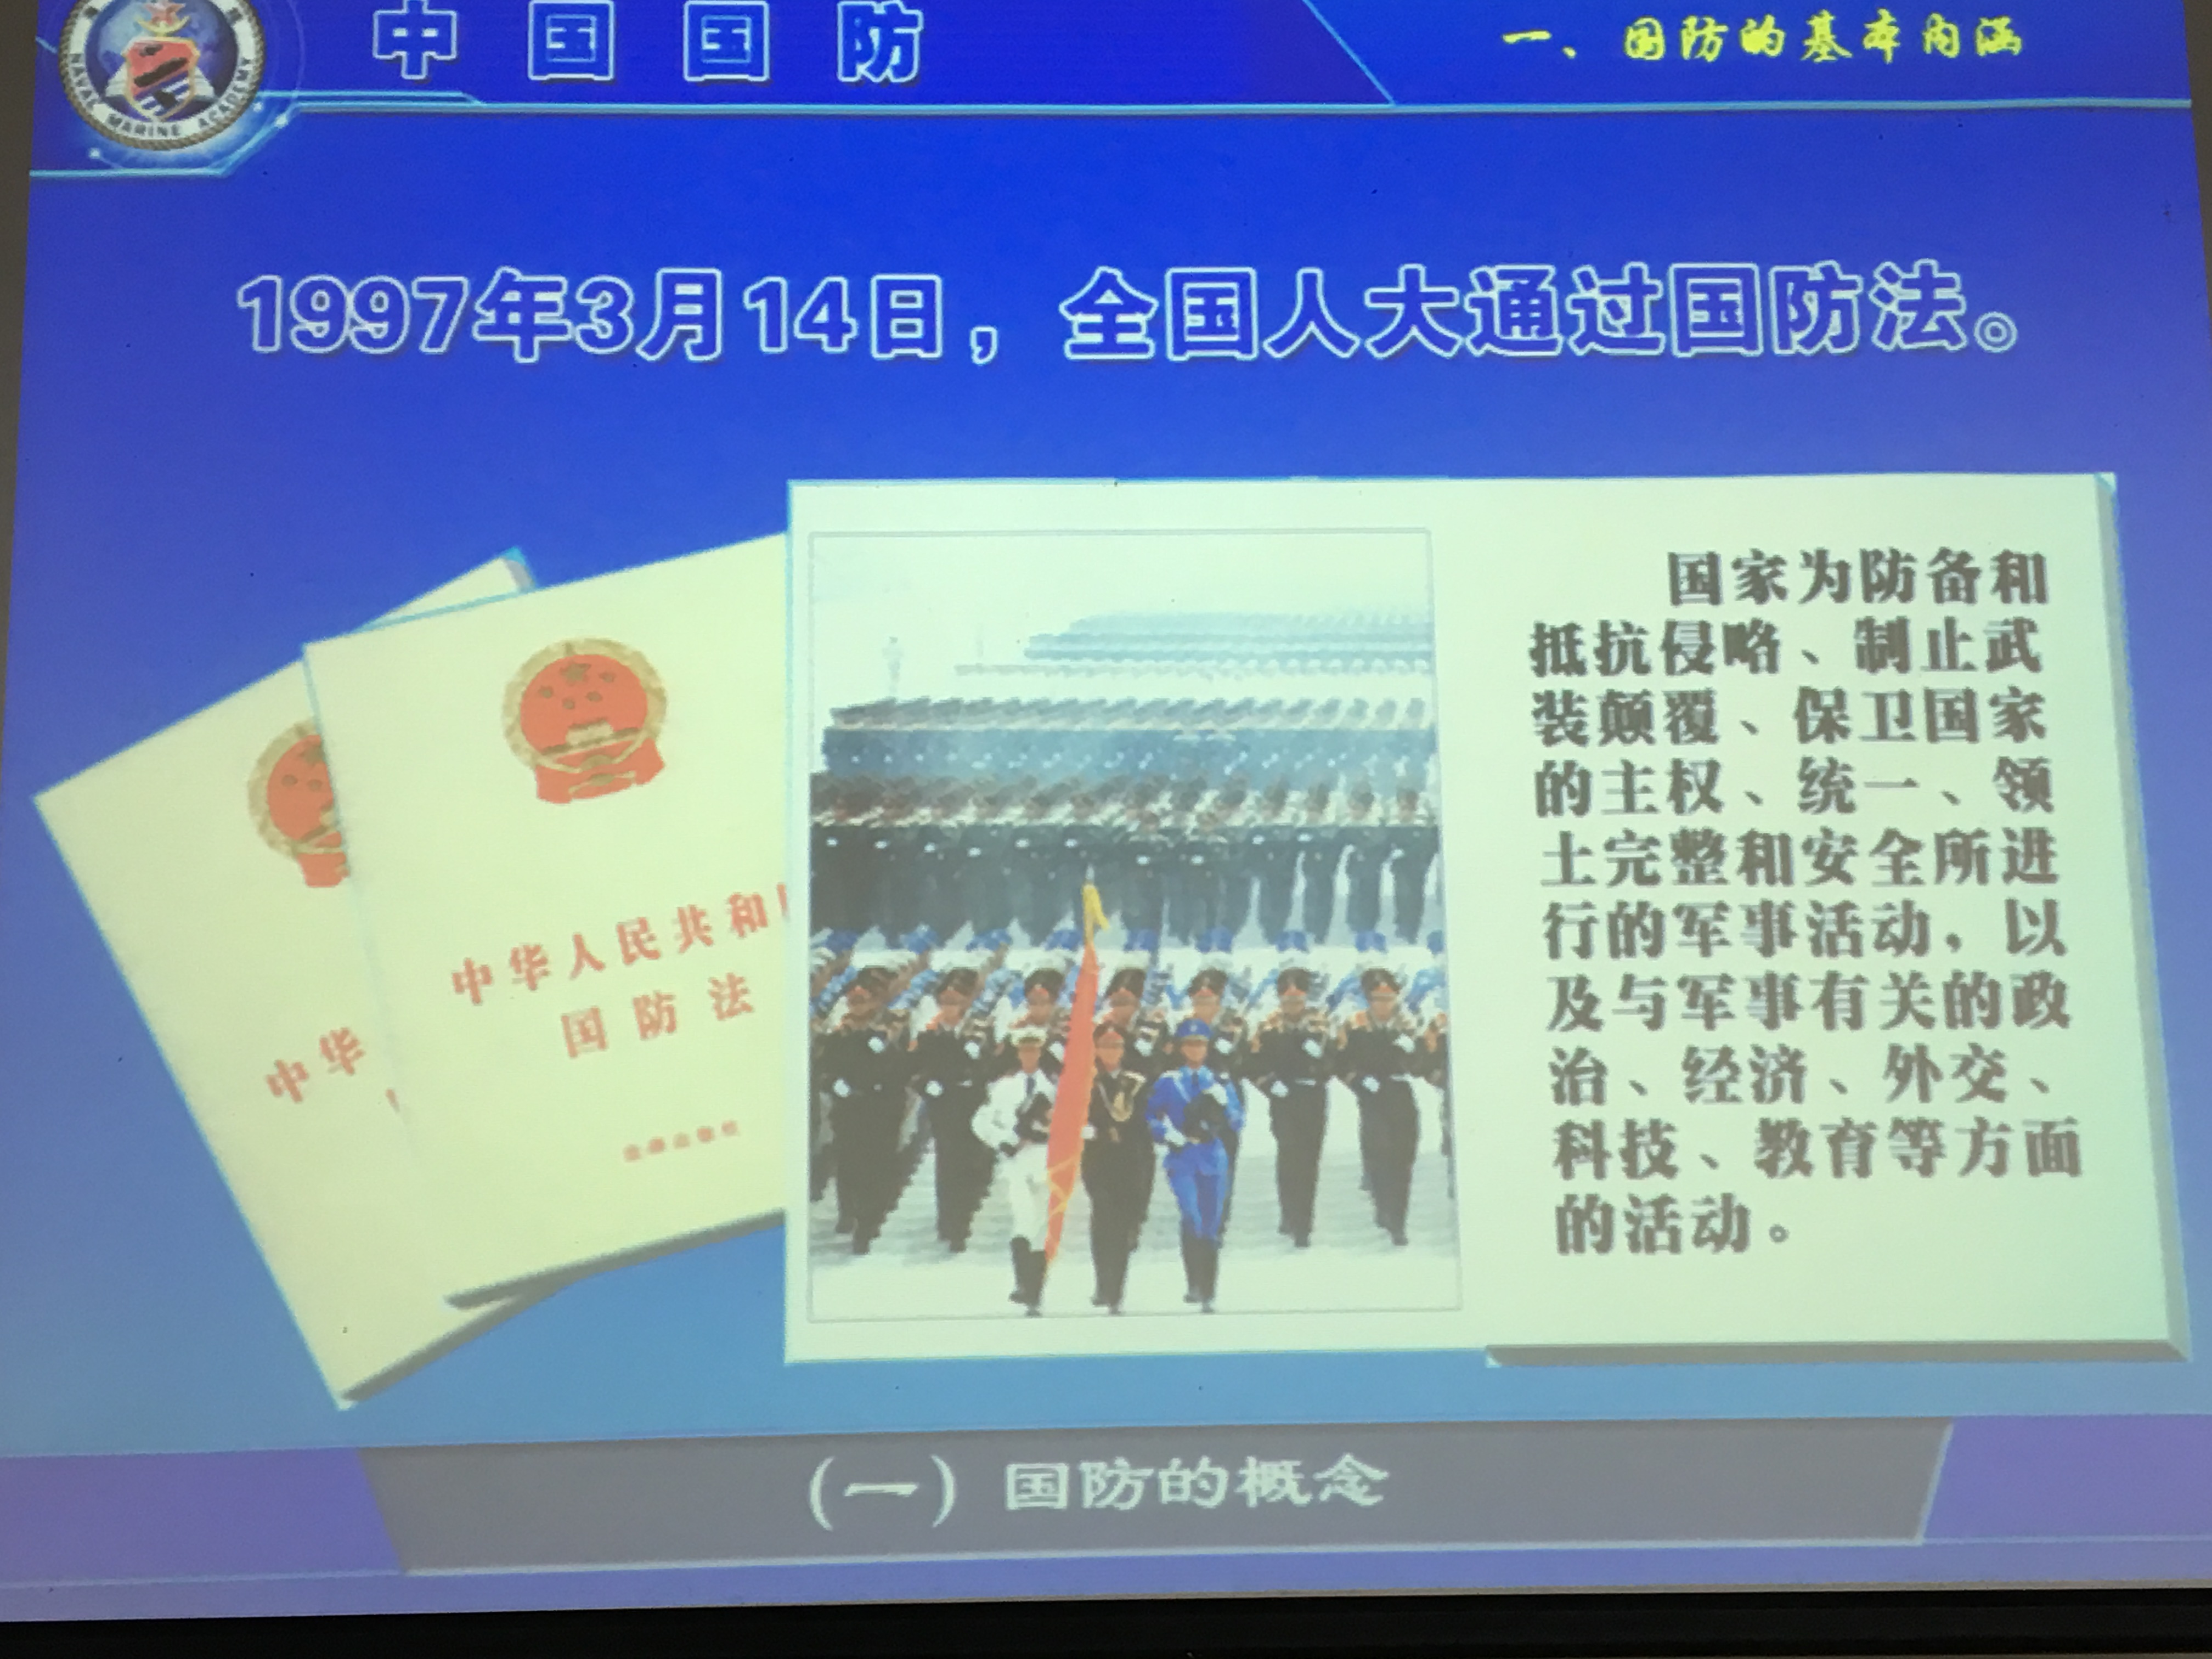 中国国防
一、国防的基本内涵
NAVAL MARINE ACADEMY
1997年3月14日，全国人大通过国防法。
中华
中华人民共和
国防法
国家为防备和
抵抗侵略、制止武
装颠覆、保卫国家
的主权、统一、领
土完整和安全所进
行的军事活动，以
及与军事有关的政
治、经济、外交、
科技、教育等方面
的活动。
(一) 国防的概念